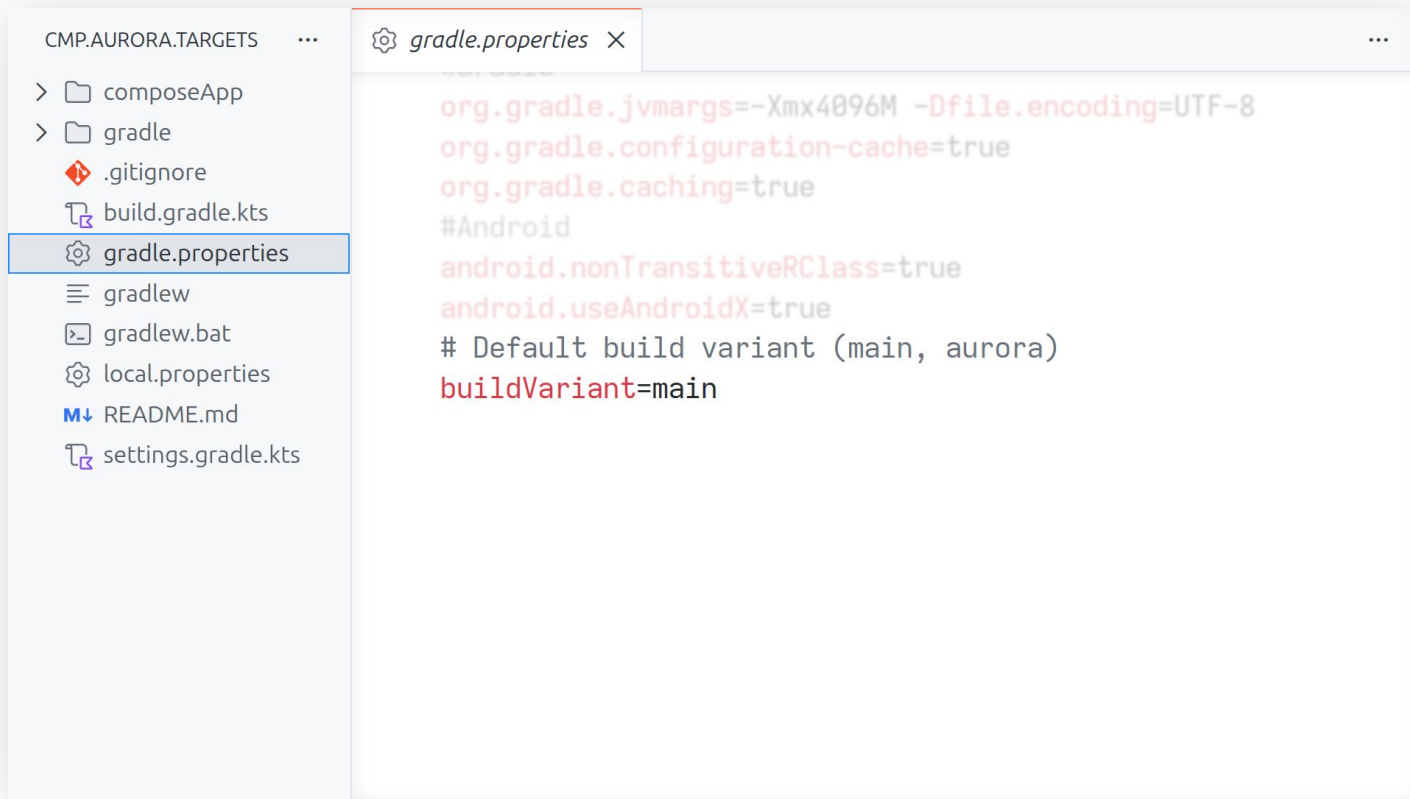 CMP.AURORA.TARGETS ...
composeApp
gradle
.gitignore
build.gradle.kts
gradle.properties
gradlew
gradlew.bat
local.properties
README.md
settings.gradle.kts
gradle.properties
org.gradle.jvmargs=-Xmx4096M -Dfile.encoding=UTF-8
org.gradle.configuration-cache=true
org.gradle.caching=true
#Android
android.nonTransitiveRClass=true
android.useAndroidX=true
# Default build variant (main, aurora)
buildVariant=main